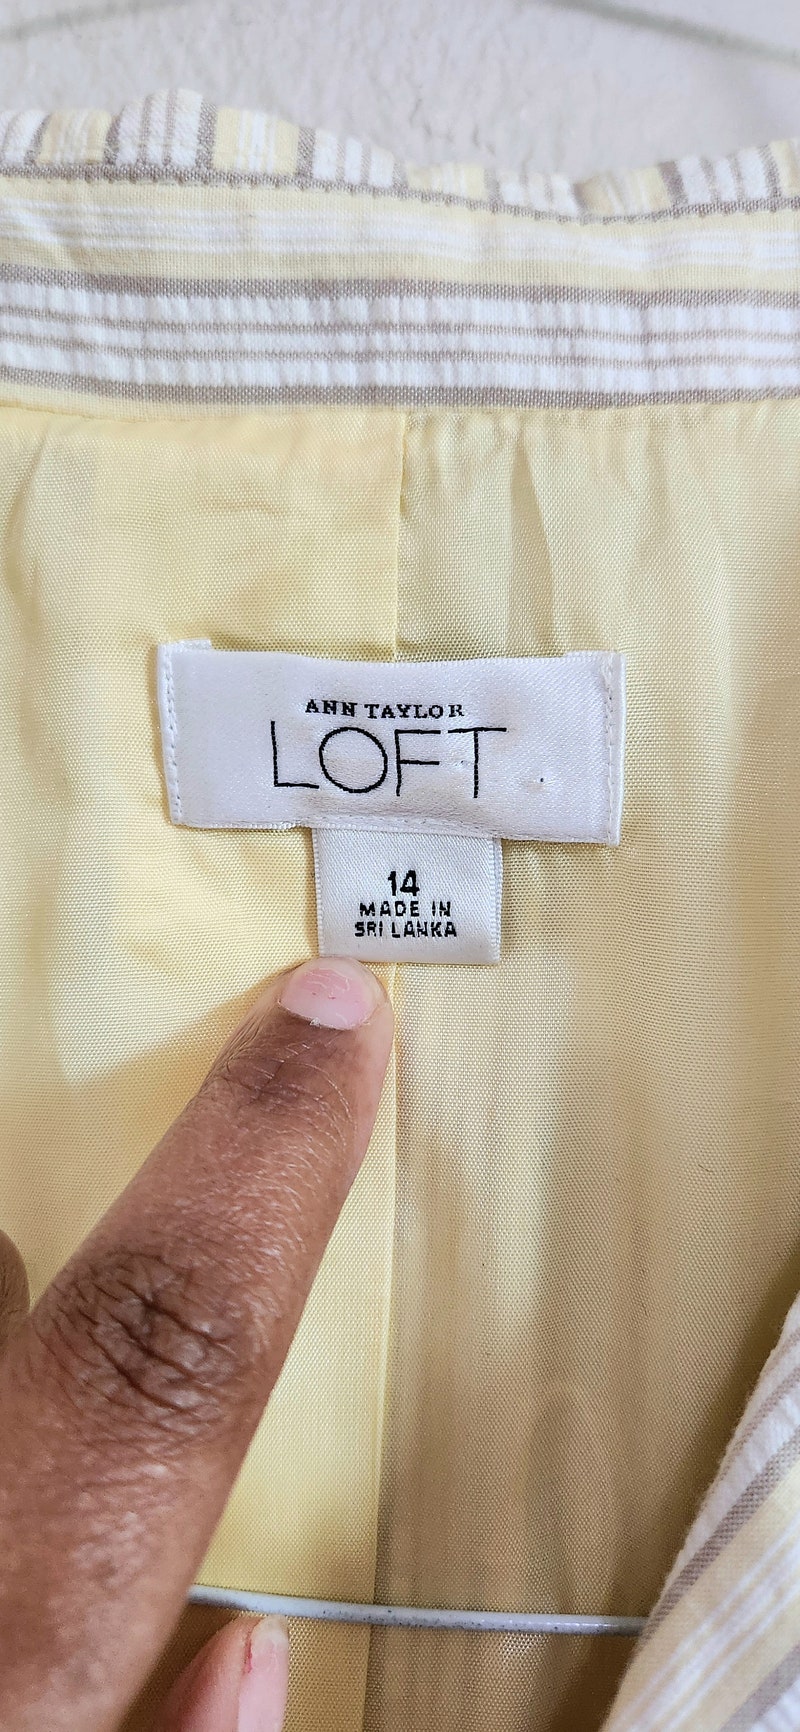 ANN TAYLOR
LOFT
14
MADE IN
SRI LANKA